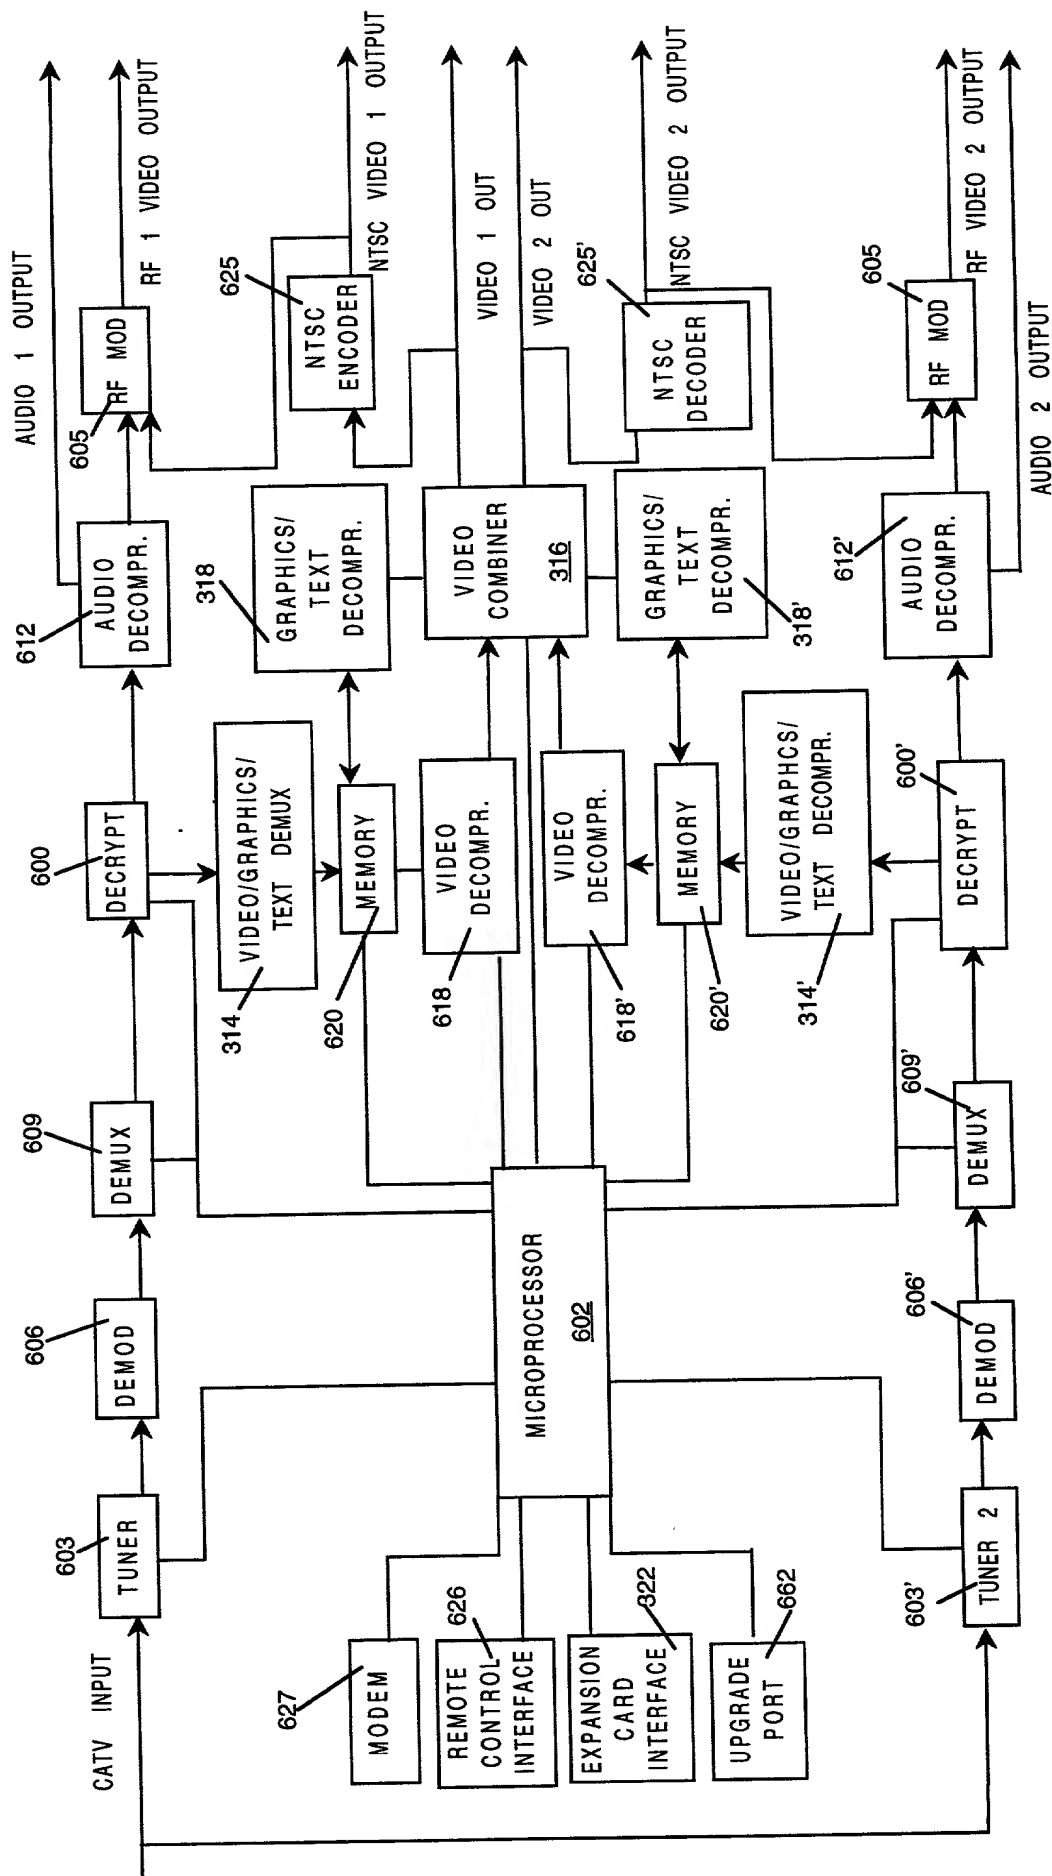 CATV INPUT
603
TUNER
606
DEMOD
609
DEMUX
600
DECRYPT
612
AUDIO
DECOMPR.
605
RF MOD
AUDIO 1 OUTPUT
RF 1 VIDEO OUTPUT
314
VIDEO/GRAPHICS/
TEXT DEMUX
318
GRAPHICS/
TEXT
DECOMPR.
625
NTSC
ENCODER
NTSC VIDEO 1 OUTPUT
627
MODEM
620
MEMORY
626
REMOTE
CONTROL
INTERFACE
618
VIDEO
DECOMPR.
VIDEO
COMBINER
316
VIDEO 1 OUT
VIDEO 2 OUT
MICROPROCESSOR
602
322
EXPANSION
CARD
INTERFACE
618'
VIDEO
DECOMPR.
318'
GRAPHICS/
TEXT
DECOMPR.
625'
NTSC
DECODER
NTSC VIDEO 2 OUTPUT
662
UPGRADE
PORT
620'
MEMORY
314'
VIDEO/GRAPHCS/
TEXT DECOMPR.
603'
TUNER 2
606'
DEMOD
609'
DEMUX
600'
DECRYPT
612'
AUDIO
DECOMPR.
605
RF MOD
RF VIDEO 2 OUTPUT
AUDIO 2 OUTPUT